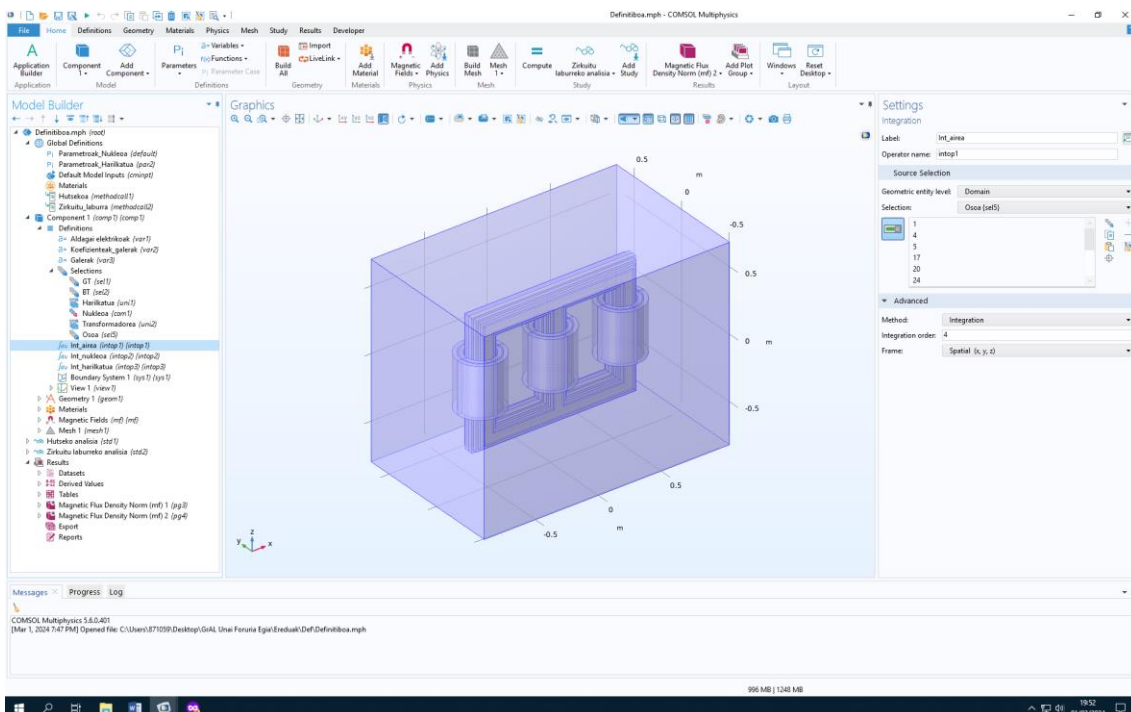 Definitiboa.mph - COMSOL Multiphysics
File Home Definitions Geometry Materials Physics Mesh Study Results Developer
Application Builder
Component 1
Add Component
Parameters
a= Variables
f(x) Functions
Pi Parameter Case
Build All
Import
LiveLink
Add Material
Magnetic Fields
Add Physics
Build Mesh
Mesh 1
Compute
Zirkuitu laburreko analisia
Add Study
Magnetic Flux Density Norm (mf) 2
Add Plot Group
Windows
Reset Desktop
Application Model Definitions Geometry Materials Physics Mesh Study Results Layout
Model Builder
Definitiboa.mph (root)
Global Definitions
Pi Parametroak_Nukleoa (default)
Pi Parametroak_Harilkatua (par2)
Default Model Inputs (cminpt)
Materials
Hutsekoa (methodcall1)
Zirkuitu_laburra (methodcall2)
Component 1 (comp1) (comp1)
Definitions
a= Aldagai elektrikoak (var1)
a= Koefizienteak_galerak (var2)
a= Galerak (var3)
Selections
GT (sel1)
BT (sel2)
Harilkatua (uni1)
Nukleoa (com1)
Transformadorea (uni2)
Osoa (sel5)
Int_airea (intop1) (intop1)
Int_nukleoa (intop2) (intop2)
Int_harilkatua (intop3) (intop3)
Boundary System 1 (sys1) (sys1)
View 1 (view1)
Geometry 1 (geom1)
Materials
Magnetic Fields (mf) (mf)
Mesh 1 (mesh1)
Hutseko analisia (std1)
Zirkuitu laburreko analisia (std2)
Results
Datasets
Derived Values
Tables
Magnetic Flux Density Norm (mf) 1 (pg3)
Magnetic Flux Density Norm (mf) 2 (pg4)
Export
Reports
Graphics
0.5
m
0
-0.5
0.5
0 m
-0.5
0.5
0
m
-0.5
z
y x
Settings
Integration
Label: Int_airea
Operator name: intop1
Source Selection
Geometric entity level: Domain
Selection: Osoa (sel5)
1
4
5
17
20
24
Advanced
Method: Integration
Integration order: 4
Frame: Spatial (x, y, z)
Messages Progress Log
COMSOL Multiphysics 5.6.0.401
[Mar 1, 2024 7:47 PM] Opened file: C:\Users\871059\Desktop\GrAL Unai Foruria Egia\Ereduak\Def\Definitiboa.mph
996 MB | 1248 MB
19:52